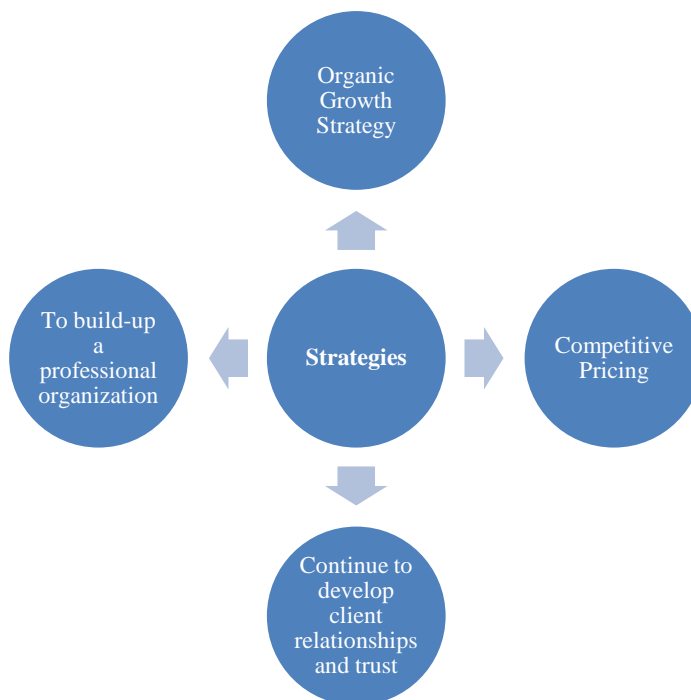 Organic
Growth
Strategy
To build-up
a
professional
organization
Strategies
Competitive
Pricing
Continue to
develop
client
relationships
and trust